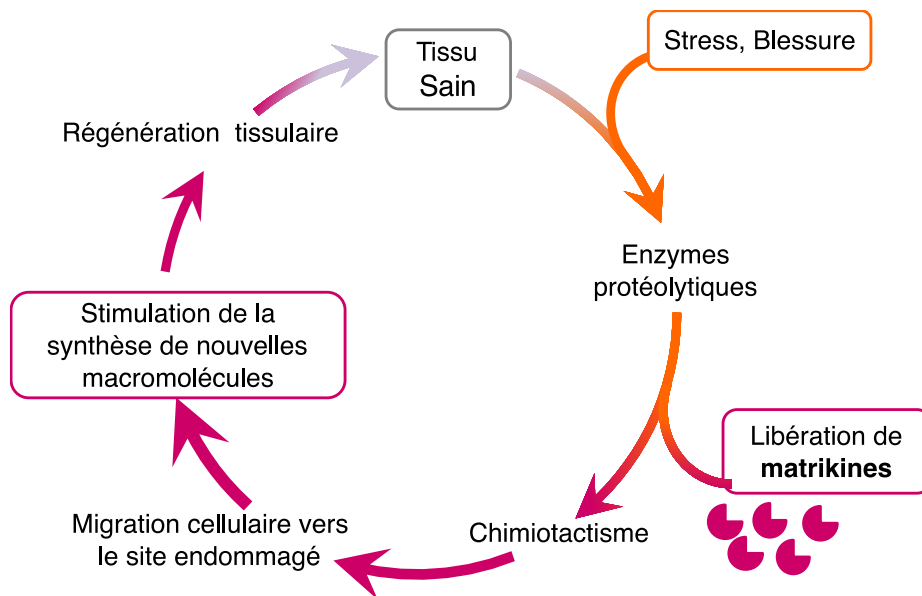 Tissu
Sain
Stress, Blessure
Enzymes
protéolytiques
Libération de
matrikines
Chimiotactisme
Migration cellulaire vers
le site endommagé
Stimulation de la
synthèse de nouvelles
macromolécules
Régénération tissulaire